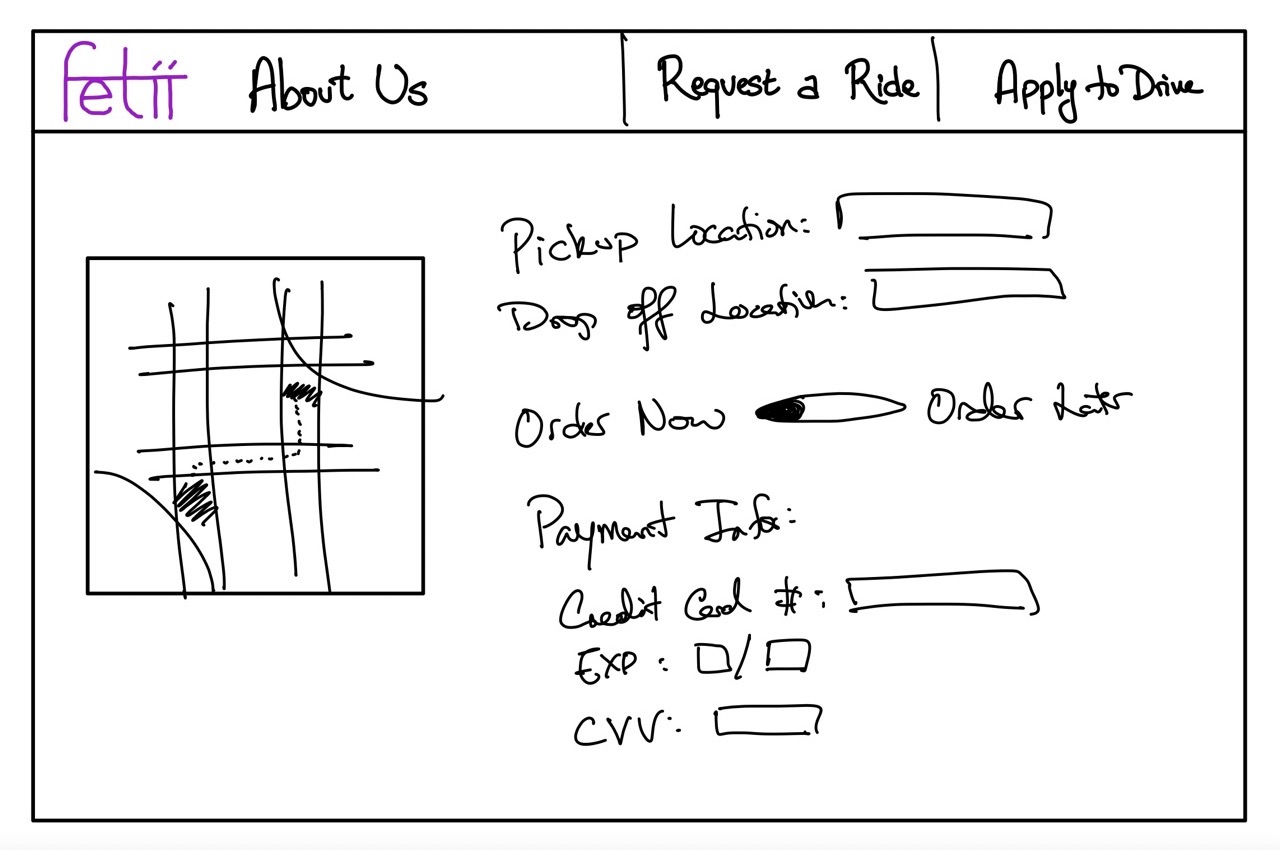 fetii About Us Request a Ride Apply to Drive
Pickup Location:
Drop off Location:
Order Now Order Later
Payment Info:
Credit Card #:
EXP: /
CVV: